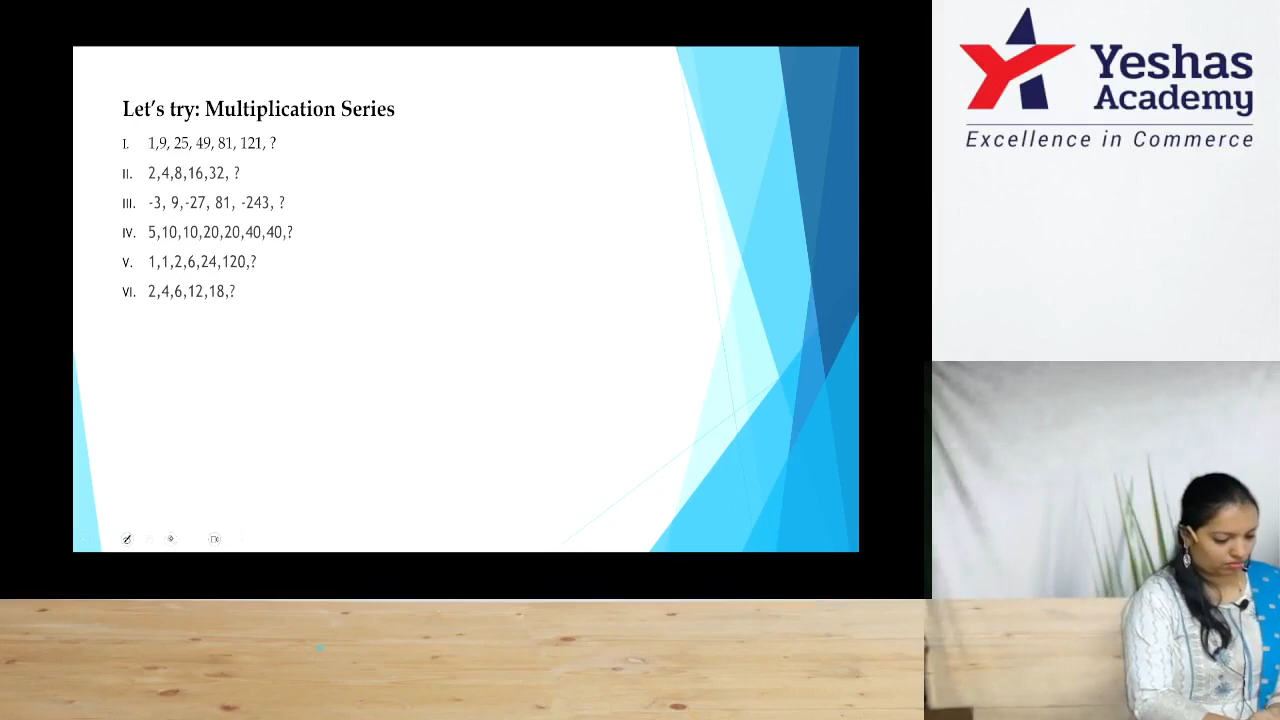 Let's try: Multiplication Series
I. 1,9, 25, 49, 81, 121, ?
II. 2,4,8,16,32, ?
III. -3, 9,-27, 81, -243, ?
IV. 5,10,10,20,20,40,40,?
V. 1,1,2,6,24,120,?
VI. 2,4,6,12,18,?
Yeshas
Academy
Excellence in Commerce